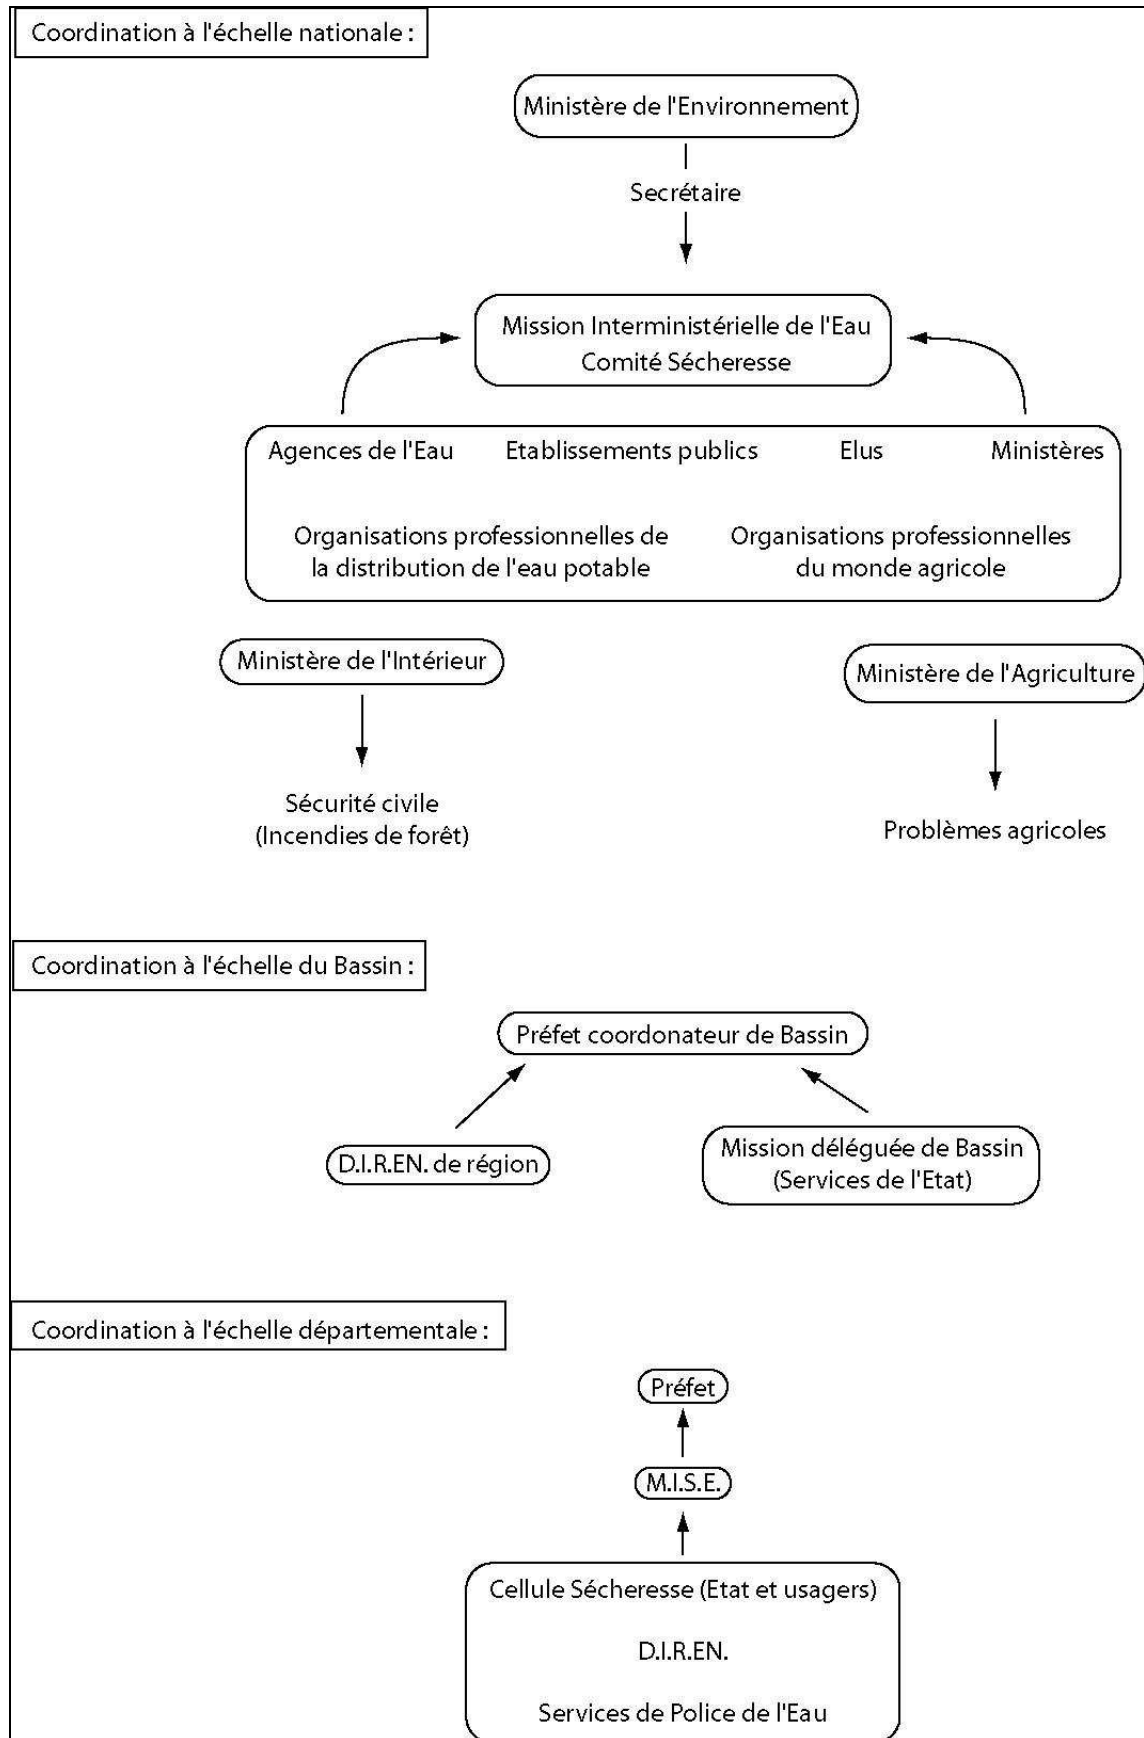 Coordination à l'échelle nationale :
Ministère de l'Environnement
Secrétaire
Mission Interministérielle de l'Eau
Comité Sécheresse
Agences de l'Eau Etablissements publics Elus Ministères
Organisations professionnelles de
la distribution de l'eau potable
Organisations professionnelles
du monde agricole
Ministère de l'Intérieur
Sécurité civile
(Incendies de forêt)
Ministère de l'Agriculture
Problèmes agricoles
Coordination à l'échelle du Bassin :
Préfet coordonateur de Bassin
D.I.R.EN. de région
Mission déléguée de Bassin
(Services de l'Etat)
Coordination à l'échelle départementale :
Préfet
M.I.S.E.
Cellule Sécheresse (Etat et usagers)
D.I.R.EN.
Services de Police de l'Eau